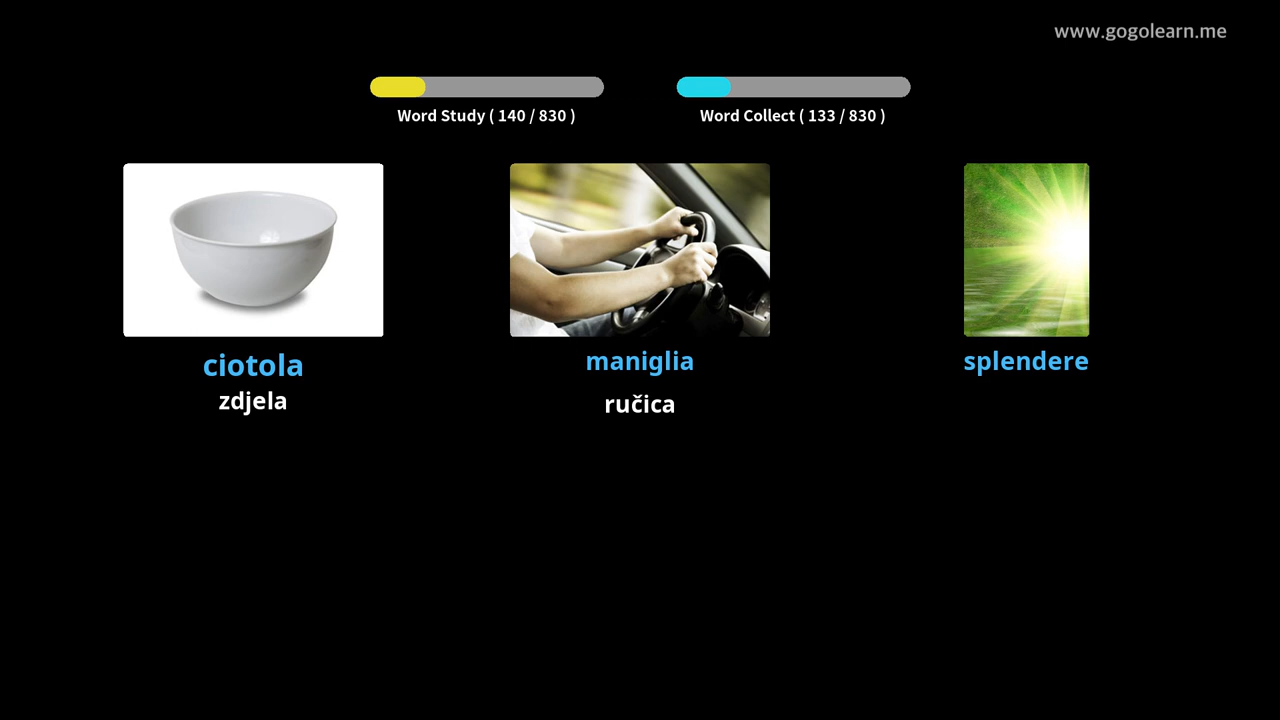 www.gogolearn.me
Word Study ( 140 / 830 )
Word Collect ( 133 / 830 )
ciotola
zdjela
maniglia
ručica
splendere